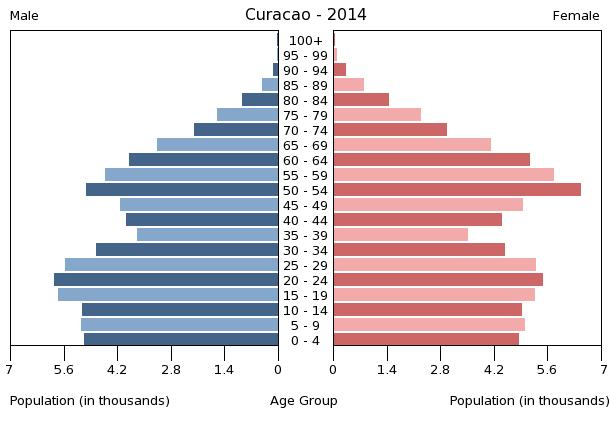 Male Curacao - 2014 Female
100+
95 - 99
90 - 94
85 - 89
80 - 84
75 - 79
70 - 74
65 - 69
60 - 64
55 - 59
50 - 54
45 - 49
40 - 44
35 - 39
30 - 34
25 - 29
20 - 24
15 - 19
10 - 14
5 - 9
0 - 4
7 5.6 4.2 2.8 1.4 0 0 1.4 2.8 4.2 5.6 7
Population (in thousands) Age Group Population (in thousands)